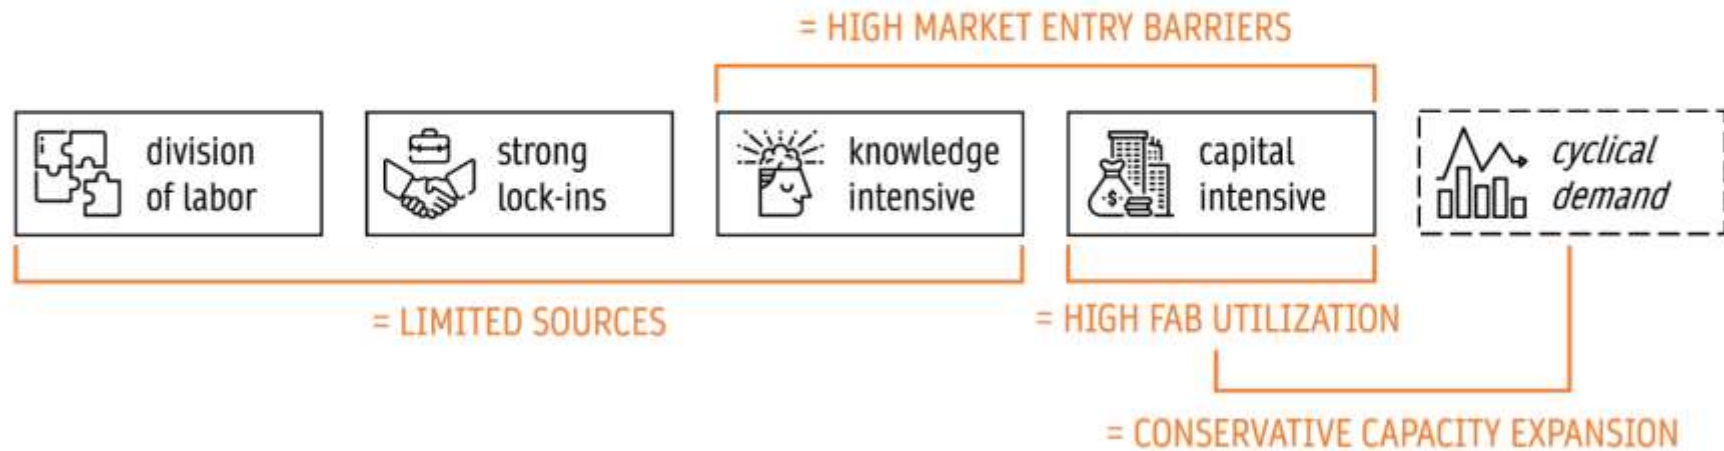 = HIGH MARKET ENTRY BARRIERS
division
of labor
strong
lock-ins
knowledge
intensive
$
capital
intensive
cyclical
demand
= LIMITED SOURCES
= HIGH FAB UTILIZATION
= CONSERVATIVE CAPACITY EXPANSION